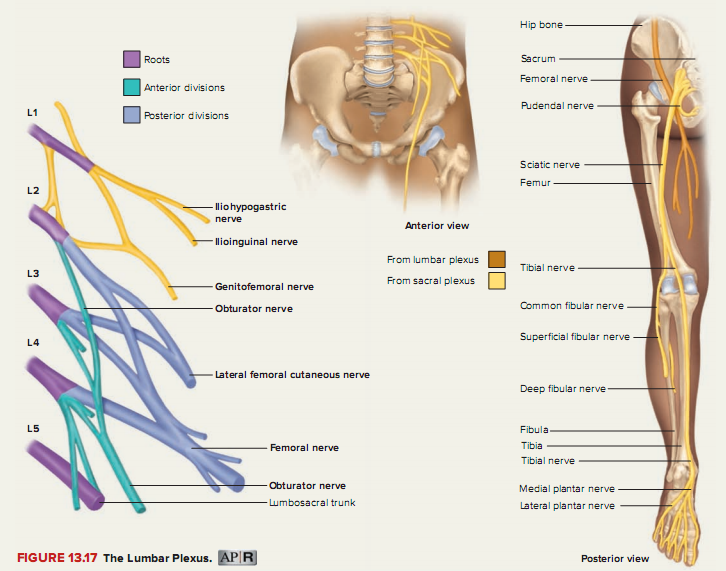 Roots
Anterior divisions
Posterior divisions
L1
L2
L3
L4
L5
Iliohypogastric
nerve
Ilioinguinal nerve
Genitofemoral nerve
Obturator nerve
Lateral femoral cutaneous nerve
Femoral nerve
Obturator nerve
Lumbosacral trunk
Anterior view
From lumbar plexus
From sacral plexus
Hip bone
Sacrum
Femoral nerve
Pudendal nerve
Sciatic nerve
Femur
Tibial nerve
Common fibular nerve
Superficial fibular nerve
Deep fibular nerve
Fibula
Tibia
Tibial nerve
Medial plantar nerve
Lateral plantar nerve
Posterior view
FIGURE 13.17 The Lumbar Plexus. AP|R